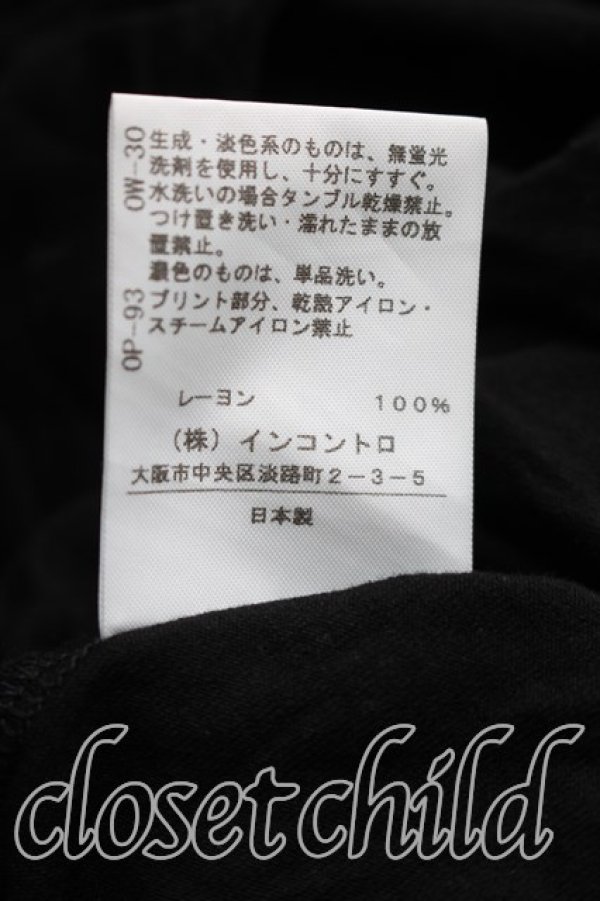 OW-30
生成・淡色系のものは、無蛍光
洗剤を使用し、十分にすすぐ。
水洗いの場合タンブル乾燥禁止。
つけ置き洗い・濡れたままの放
置禁止。
濃色のものは、単品洗い。
OP-93
プリント部分、乾熱アイロン・
スチームアイロン禁止
レーヨン 100%
(株)インコントロ
大阪市中央区淡路町2-3-5
日本製
closet child